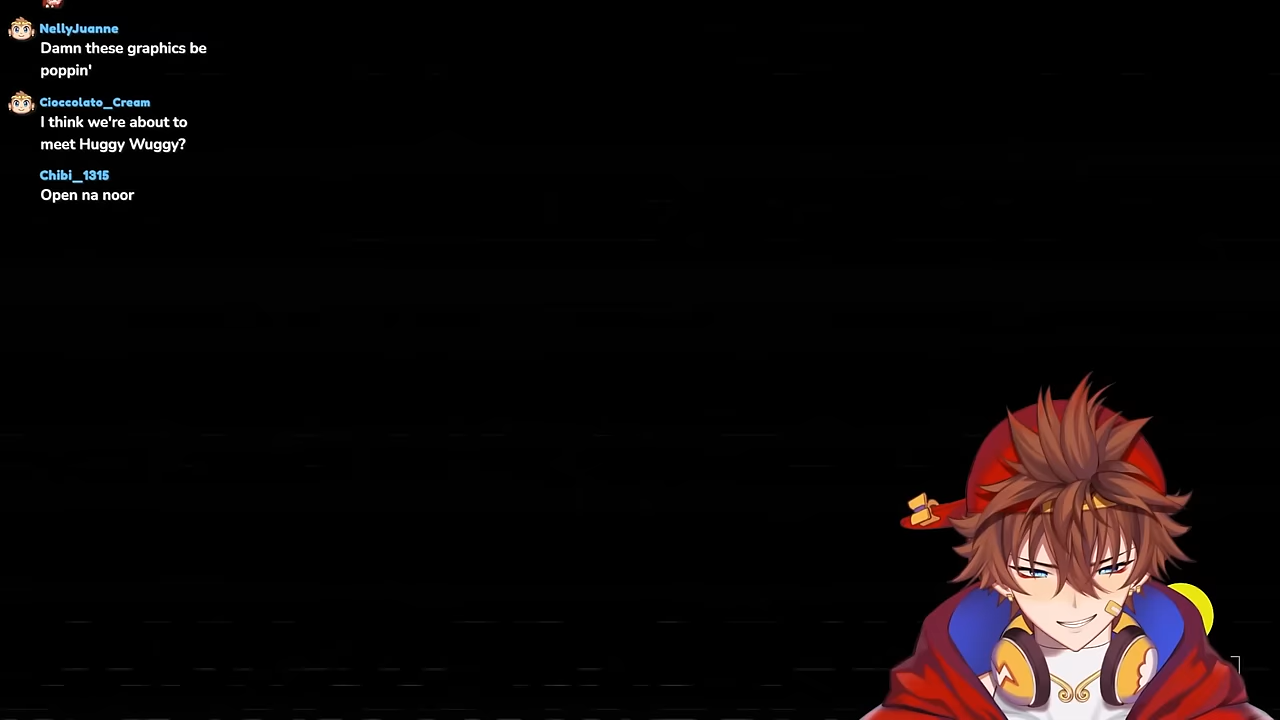 NellyJuanne
Damn these graphics be
poppin'
Cioccolato_Cream
I think we're about to
meet Huggy Wuggy?
Chibi_1315
Open na noor